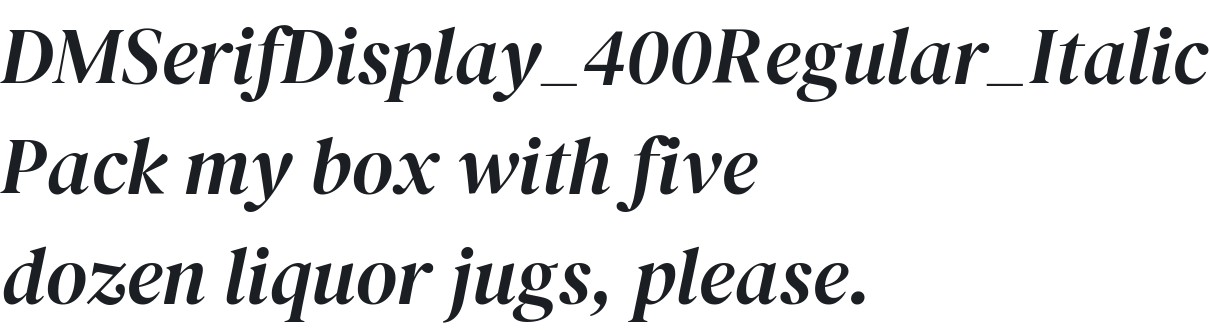 DMSerifDisplay_400Regular_Italic
Pack my box with five
dozen liquor jugs, please.